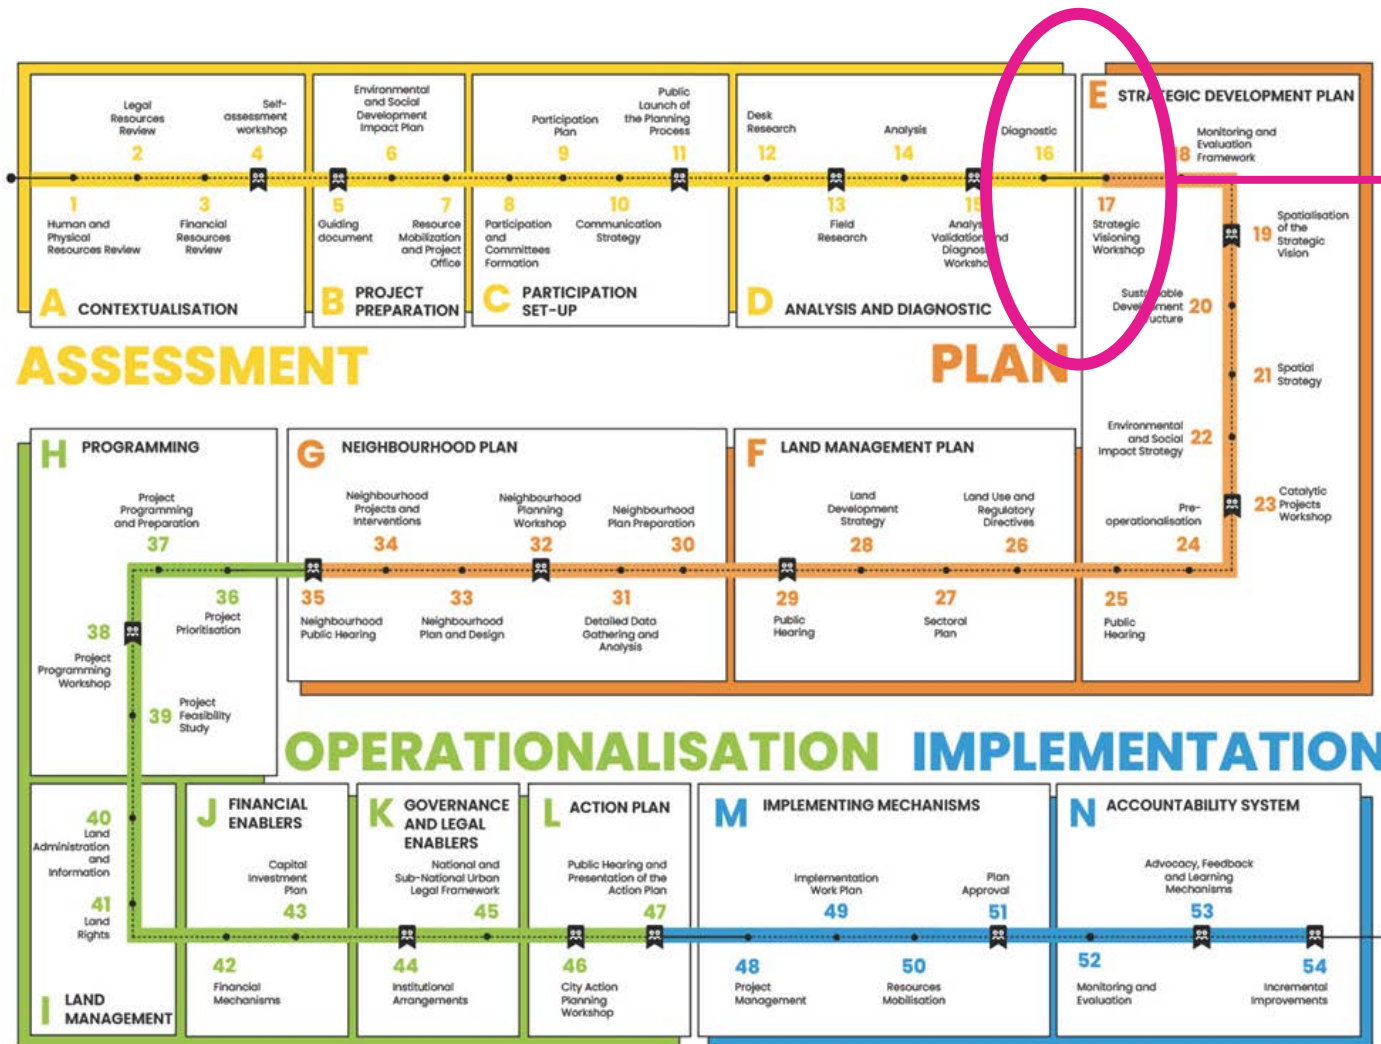 Legal
Resources
Review
2
Self-
assessment
workshop
4
1
Human and
Physical
Resources Review
3
Financial
Resources
Review
A CONTEXTUALISATION
Environmental
and Social
Development
Impact Plan
6
5
Guiding
document
7
Resource
Mobilization
and Project
Office
B PROJECT
PREPARATION
Participation
Plan
9
Public
Launch of
the Planning
Process
11
8
Participation
and
Committees
Formation
10
Communication
Strategy
C PARTICIPATION
SET-UP
Desk
Research
12
Analysis
14
Diagnostic
16
13
Field
Research
15
Analysis
Validation and
Diagnostic
Workshop
D ANALYSIS AND DIAGNOSTIC
E STRATEGIC DEVELOPMENT PLAN
Monitoring and
Evaluation
Framework
18
17
Strategic
Visioning
Workshop
19 Spatialisation
of the
Strategic
Vision
Sustainable
Development
Structure
20
21 Spatial
Strategy
Environmental
and Social
Impact Strategy
22
23 Catalytic
Projects
Workshop
Pre-
operationalisation
24
25
Public
Hearing
ASSESSMENT
PLAN
H PROGRAMMING
Project
Programming
and Preparation
37
36
Project
Prioritisation
38
Project
Programming
Workshop
39 Project
Feasibility
Study
G NEIGHBOURHOOD PLAN
Neighbourhood
Projects and
Interventions
34
Neighbourhood
Planning
Workshop
32
Neighbourhood
Plan Preparation
30
35
Neighbourhood
Public Hearing
33
Neighbourhood
Plan and Design
31
Detailed Data
Gathering and
Analysis
F LAND MANAGEMENT PLAN
Land
Development
Strategy
28
Land Use and
Regulatory
Directives
26
29
Public
Hearing
27
Sectoral
Plan
OPERATIONALISATION
IMPLEMENTATION
40
Land
Administration
and
Information
41
Land
Rights
I LAND
MANAGEMENT
J FINANCIAL
ENABLERS
Capital
Investment
Plan
43
42
Financial
Mechanisms
K GOVERNANCE
AND LEGAL
ENABLERS
National and
Sub-National Urban
Legal Framework
45
44
Institutional
Arrangements
L ACTION PLAN
Public Hearing and
Presentation of the
Action Plan
47
46
City Action
Planning
Workshop
M IMPLEMENTING MECHANISMS
Implementation
Work Plan
49
Plan
Approval
51
48
Project
Management
50
Resources
Mobilisation
N ACCOUNTABILITY SYSTEM
Advocacy, Feedback
and Learning
Mechanisms
53
52
Monitoring and
Evaluation
54
Incremental
Improvements